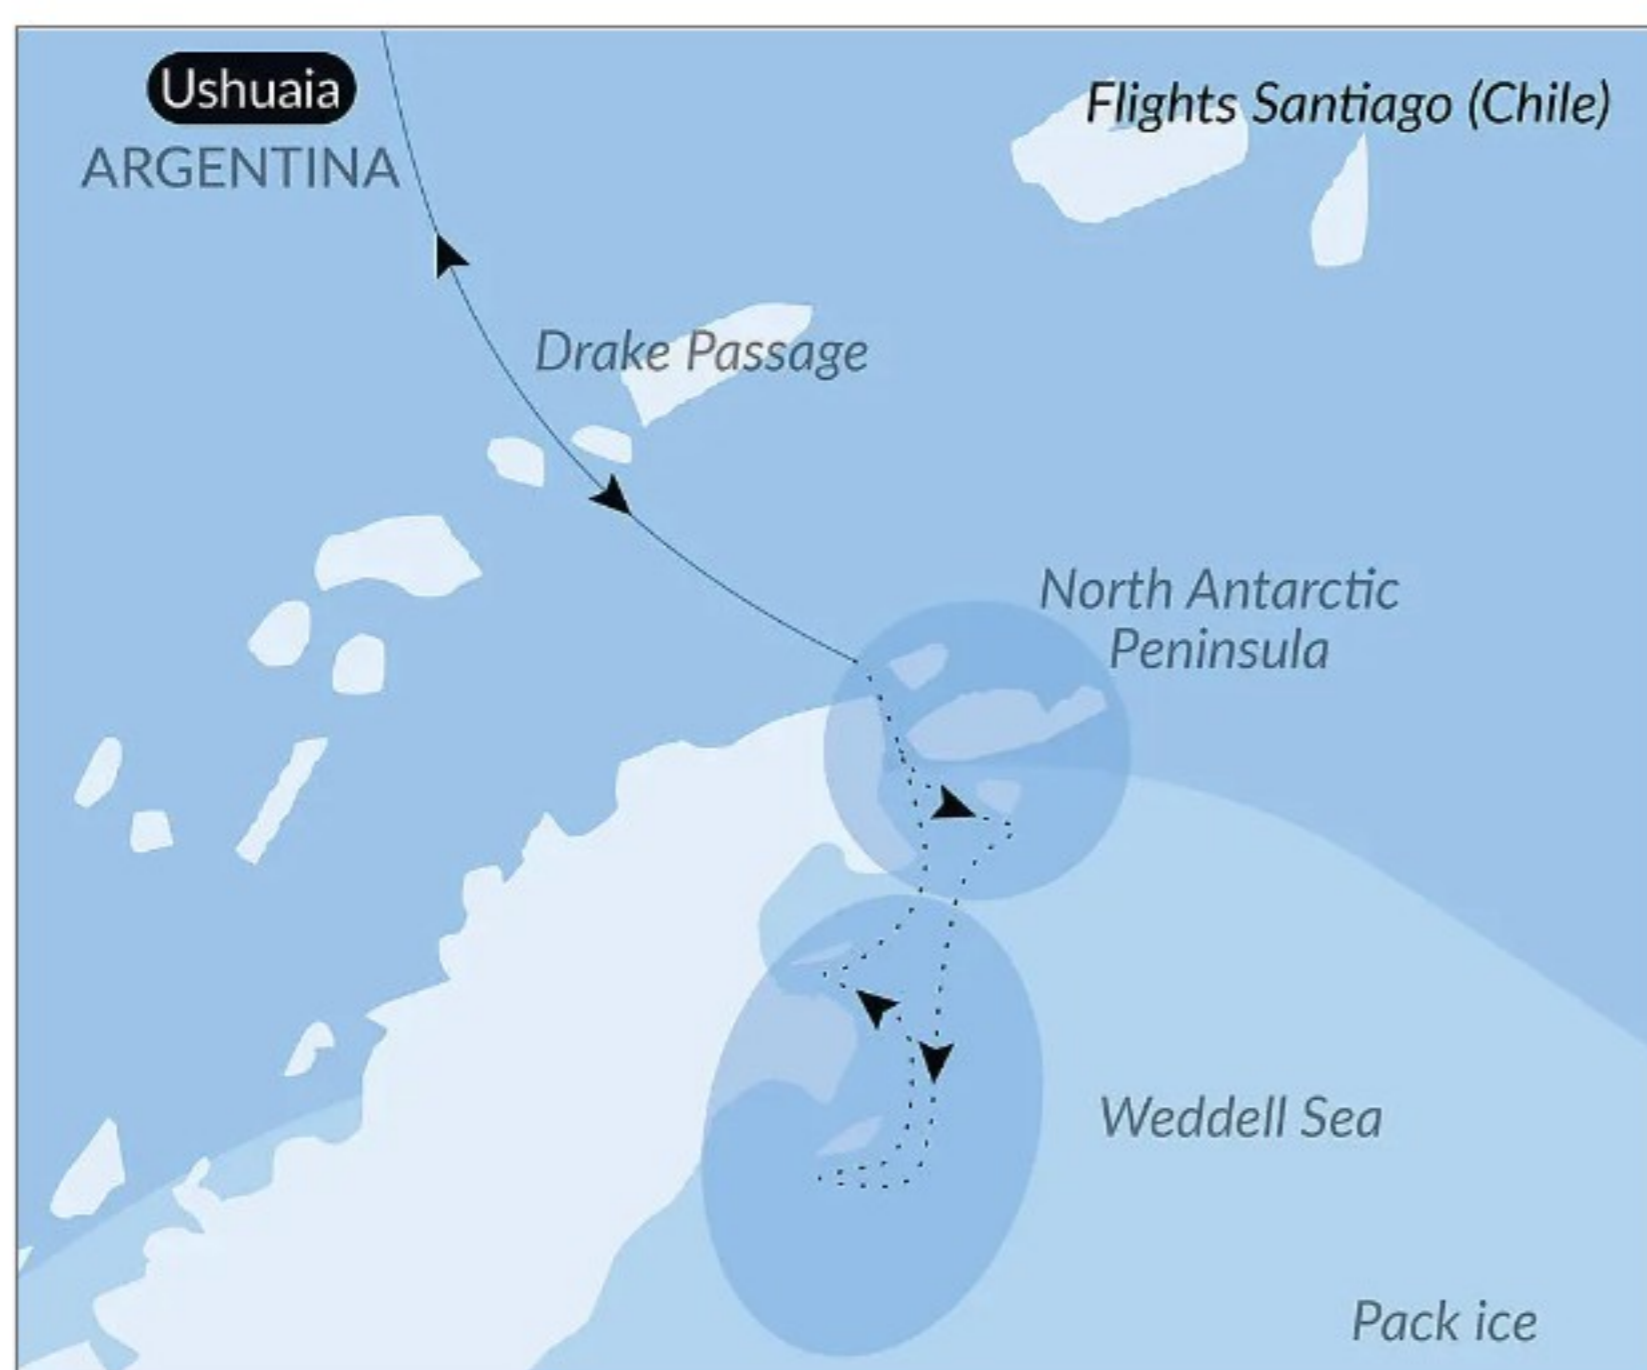 Ushuaia
ARGENTINA
Flights Santiago (Chile)
Drake Passage
North Antarctic
Peninsula
Weddell Sea
Pack ice